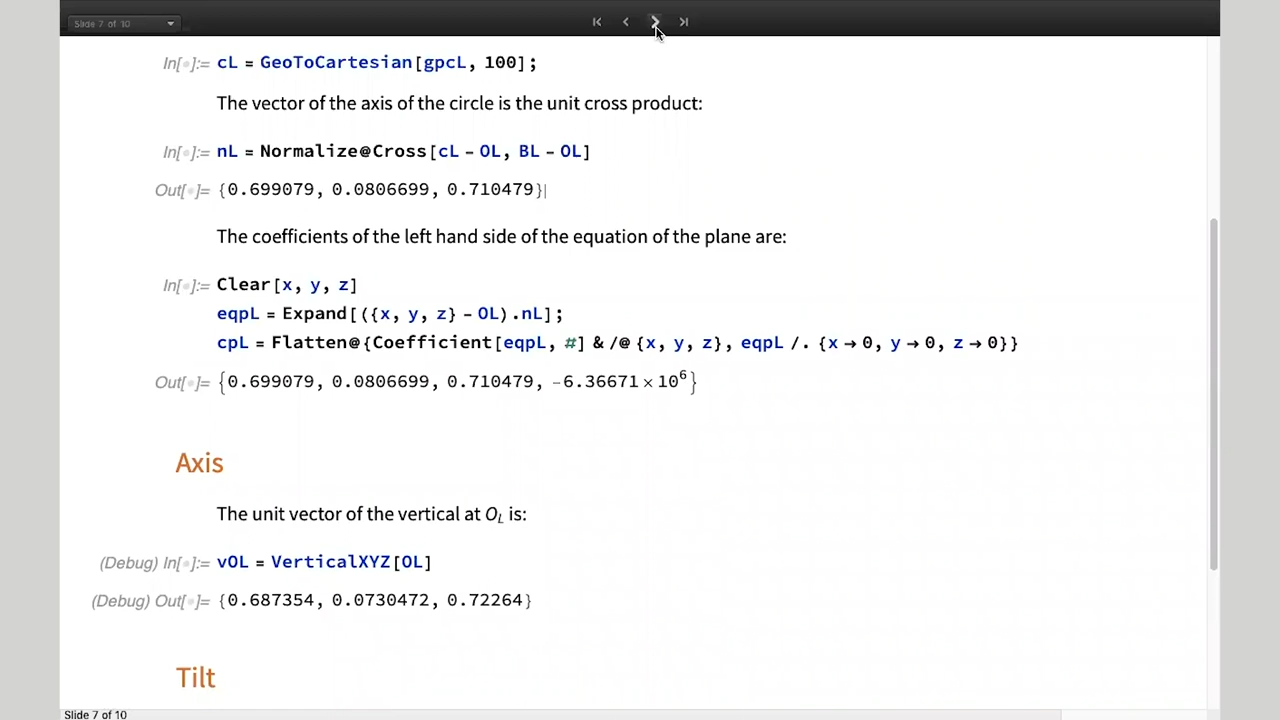 Slide 7 of 10
In[ ]:= cL = GeoToCartesian[gpcL, 100];
The vector of the axis of the circle is the unit cross product:
In[ ]:= nL = Normalize@Cross[cL - OL, BL - OL]
Out[ ]= {0.699079, 0.0806699, 0.710479}
The coefficients of the left hand side of the equation of the plane are:
In[ ]:= Clear[x, y, z]
eqpL = Expand[({x, y, z} - OL).nL];
cpL = Flatten@{Coefficient[eqpL, #] & /@ {x, y, z}, eqpL /. {x → 0, y → 0, z → 0}}
Out[ ]= {0.699079, 0.0806699, 0.710479, -6.36671 × 10⁶}
Axis
The unit vector of the vertical at O_L is:
(Debug) In[ ]:= vOL = VerticalXYZ[OL]
(Debug) Out[ ]= {0.687354, 0.0730472, 0.72264}
Tilt
Slide 7 of 10